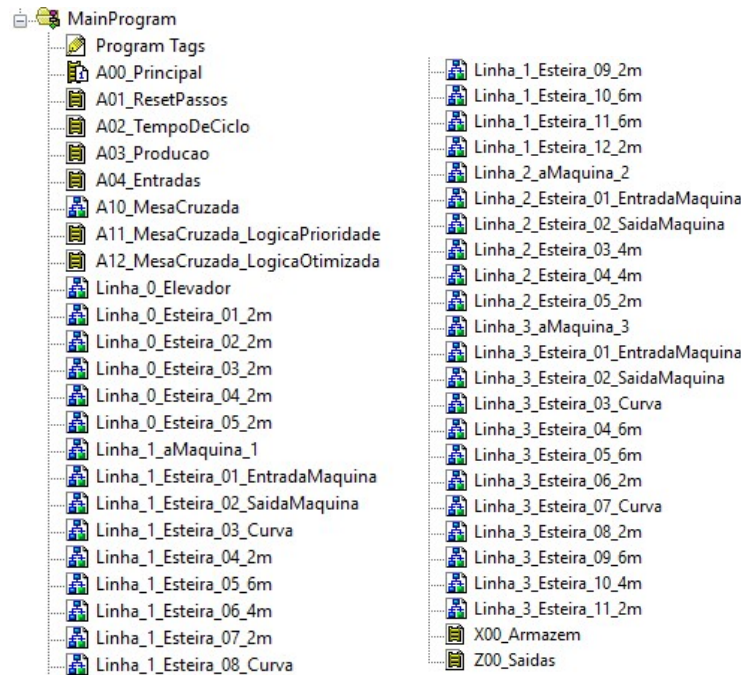 MainProgram
Program Tags
A00_Principal
A01_ResetPassos
A02_TempoDeCiclo
A03_Producao
A04_Entradas
A10_MesaCruzada
A11_MesaCruzada_LogicaPrioridade
A12_MesaCruzada_LogicaOtimizada
Linha_0_Elevador
Linha_0_Esteira_01_2m
Linha_0_Esteira_02_2m
Linha_0_Esteira_03_2m
Linha_0_Esteira_04_2m
Linha_0_Esteira_05_2m
Linha_1_aMaquina_1
Linha_1_Esteira_01_EntradaMaquina
Linha_1_Esteira_02_SaidaMaquina
Linha_1_Esteira_03_Curva
Linha_1_Esteira_04_2m
Linha_1_Esteira_05_6m
Linha_1_Esteira_06_4m
Linha_1_Esteira_07_2m
Linha_1_Esteira_08_Curva
Linha_1_Esteira_09_2m
Linha_1_Esteira_10_6m
Linha_1_Esteira_11_6m
Linha_1_Esteira_12_2m
Linha_2_aMaquina_2
Linha_2_Esteira_01_EntradaMaquina
Linha_2_Esteira_02_SaidaMaquina
Linha_2_Esteira_03_4m
Linha_2_Esteira_04_4m
Linha_2_Esteira_05_2m
Linha_3_aMaquina_3
Linha_3_Esteira_01_EntradaMaquina
Linha_3_Esteira_02_SaidaMaquina
Linha_3_Esteira_03_Curva
Linha_3_Esteira_04_6m
Linha_3_Esteira_05_6m
Linha_3_Esteira_06_2m
Linha_3_Esteira_07_Curva
Linha_3_Esteira_08_2m
Linha_3_Esteira_09_6m
Linha_3_Esteira_10_4m
Linha_3_Esteira_11_2m
X00_Armazem
Z00_Saidas